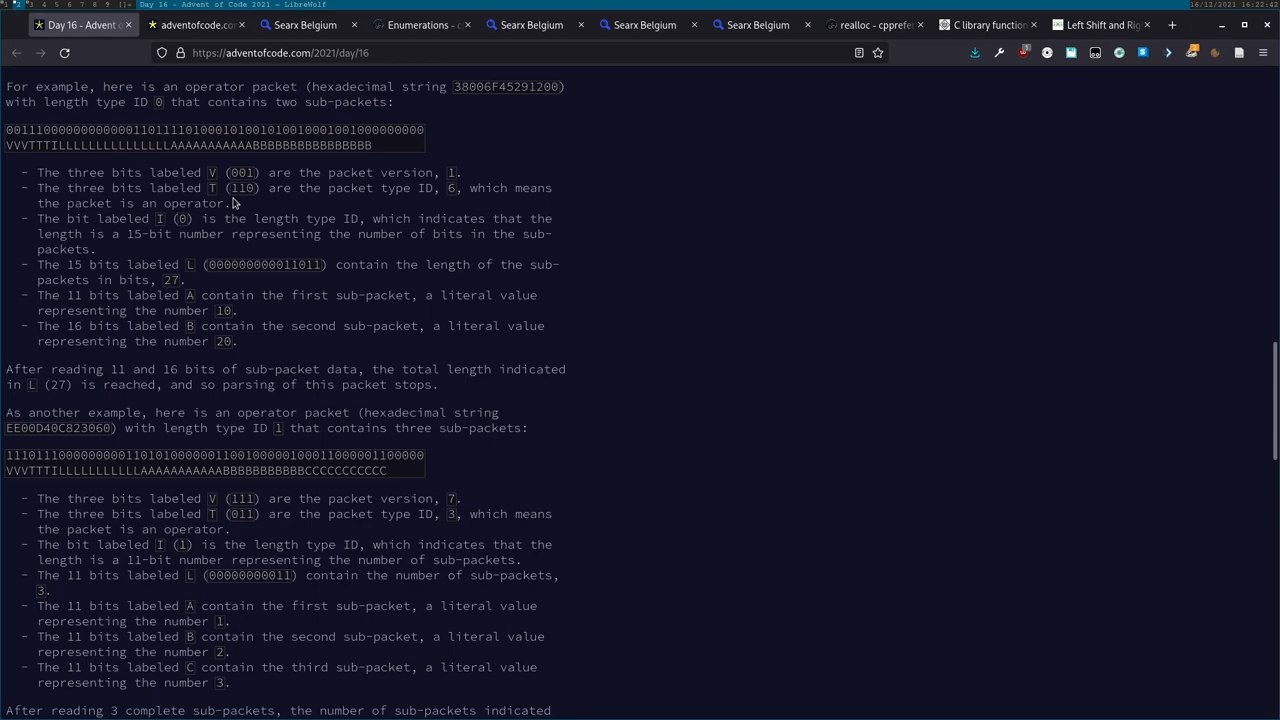 1 2 3 4 5 6 7 8 9 []= Day 16 - Advent of Code 2021 - LibreWolf 16/12/2021 16:22:42
Day 16 - Advent o adventofcode.co Searx Belgium Enumerations - c Searx Belgium Searx Belgium Searx Belgium realloc - cppref C library function Left Shift and Rig
https://adventofcode.com/2021/day/16
For example, here is an operator packet (hexadecimal string 38006F45291200)
with length type ID 0 that contains two sub-packets:
00111000000000000110111101000101001010010001001000000000
VVVTTTILLLLLLLLLLLLLLLAAAAAAAAAAABBBBBBBBBBBBBBBB
- The three bits labeled V (001) are the packet version, 1.
- The three bits labeled T (110) are the packet type ID, 6, which means
the packet is an operator.
- The bit labeled I (0) is the length type ID, which indicates that the
length is a 15-bit number representing the number of bits in the sub-
packets.
- The 15 bits labeled L (000000000011011) contain the length of the sub-
packets in bits, 27.
- The 11 bits labeled A contain the first sub-packet, a literal value
representing the number 10.
- The 16 bits labeled B contain the second sub-packet, a literal value
representing the number 20.
After reading 11 and 16 bits of sub-packet data, the total length indicated
in L (27) is reached, and so parsing of this packet stops.
As another example, here is an operator packet (hexadecimal string
EE00D40C823060) with length type ID 1 that contains three sub-packets:
11101110000000001101010000001100100000100011000001100000
VVVTTTILLLLLLLLLLLAAAAAAAAAAABBBBBBBBBBBCCCCCCCCCCC
- The three bits labeled V (111) are the packet version, 7.
- The three bits labeled T (011) are the packet type ID, 3, which means
the packet is an operator.
- The bit labeled I (1) is the length type ID, which indicates that the
length is a 11-bit number representing the number of sub-packets.
- The 11 bits labeled L (00000000011) contain the number of sub-packets,
3.
- The 11 bits labeled A contain the first sub-packet, a literal value
representing the number 1.
- The 11 bits labeled B contain the second sub-packet, a literal value
representing the number 2.
- The 11 bits labeled C contain the third sub-packet, a literal value
representing the number 3.
After reading 3 complete sub-packets, the number of sub-packets indicated